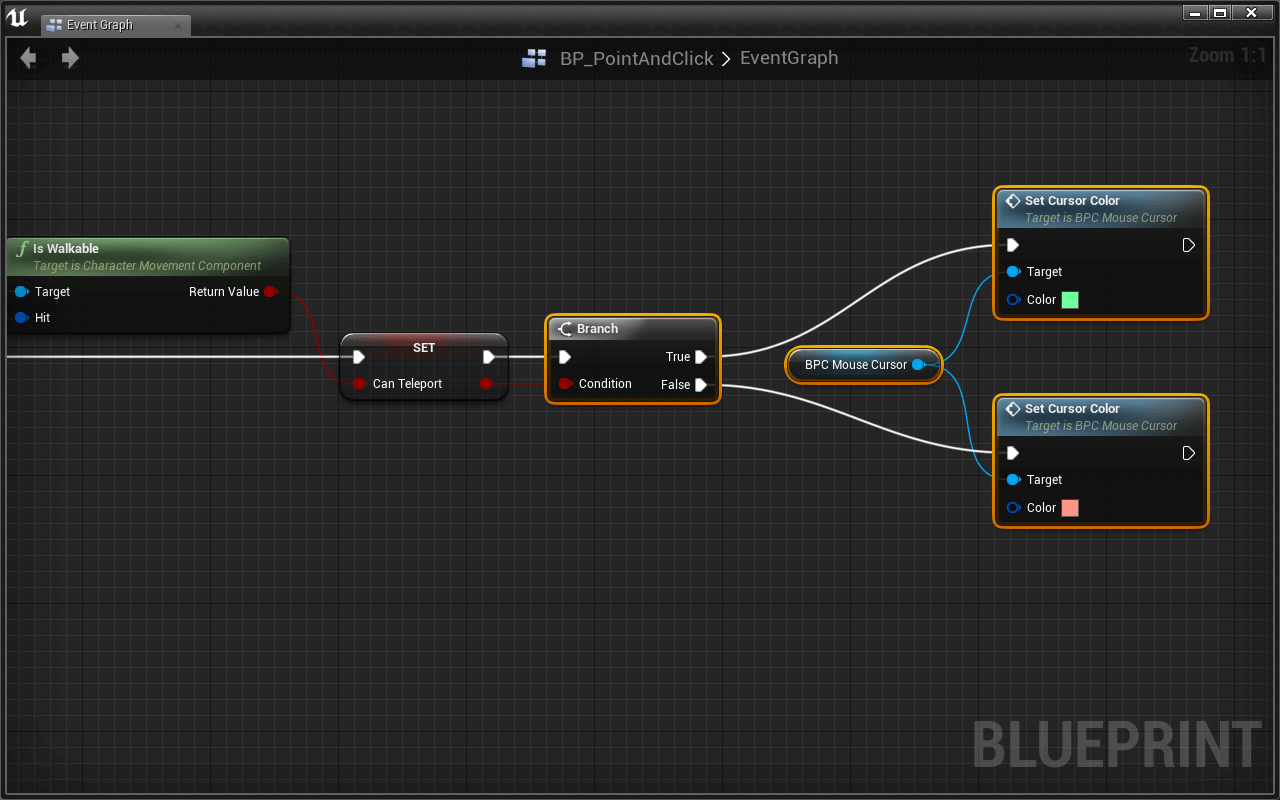 Event Graph
BP_PointAndClick > EventGraph
Zoom 1:1
Set Cursor Color
Target is BPC Mouse Cursor
Target
Color
Is Walkable
Target is Character Movement Component
Target
Return Value
Hit
SET
Can Teleport
Branch
True
Condition
False
BPC Mouse Cursor
Set Cursor Color
Target is BPC Mouse Cursor
Target
Color
BLUEPRINT